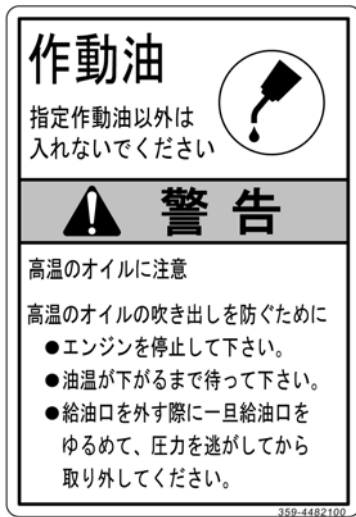 作動油
指定作動油以外は
入れないでください
警告
高温のオイルに注意
高温のオイルの吹き出しを防ぐために
●エンジンを停止して下さい。
●油温が下がるまで待って下さい。
●給油口を外す際に一旦給油口を
ゆるめて、圧力を逃がしてから
取り外してください。
359-4482100